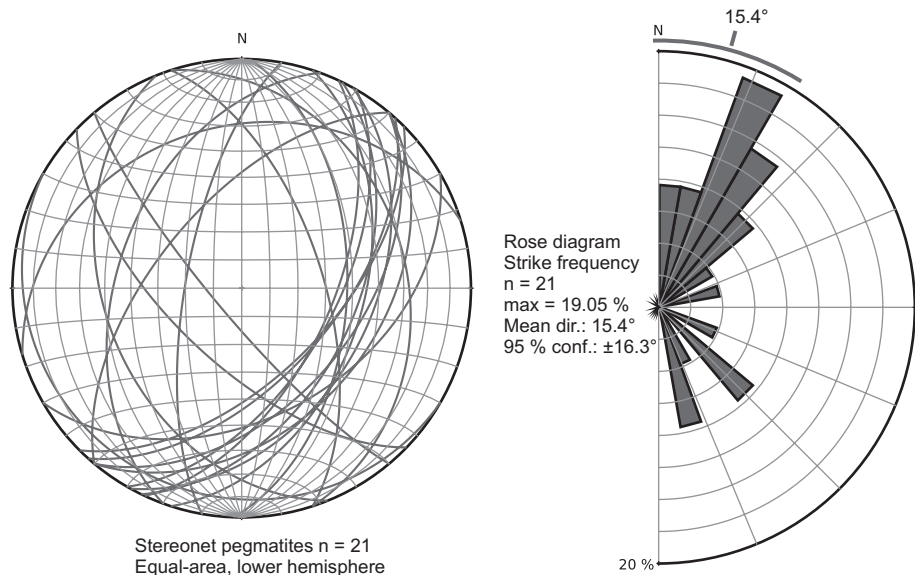 N
Stereonet pegmatites n = 21
Equal-area, lower hemisphere
15.4°
N
Rose diagram
Strike frequency
n = 21
max = 19.05 %
Mean dir.: 15.4°
95 % conf.: ±16.3°
20 %